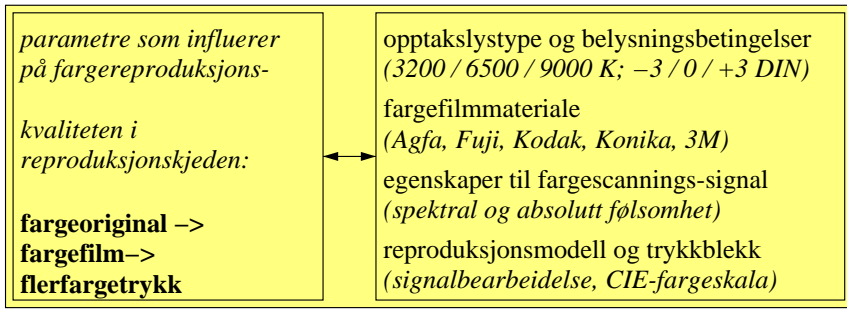 parametre som influerer
på fargereproduksjons-
kvaliteten i
reproduksjonskjeden:
fargeoriginal −>
fargefilm−>
flerfargetrykk
opptakslystype og belysningsbetingelser
(3200 / 6500 / 9000 K; −3 / 0 / +3 DIN)
fargefilmmateriale
(Agfa, Fuji, Kodak, Konika, 3M)
egenskaper til fargescannings-signal
(spektral og absolutt følsomhet)
reproduksjonsmodell og trykkblekk
(signalbearbeidelse, CIE-fargeskala)